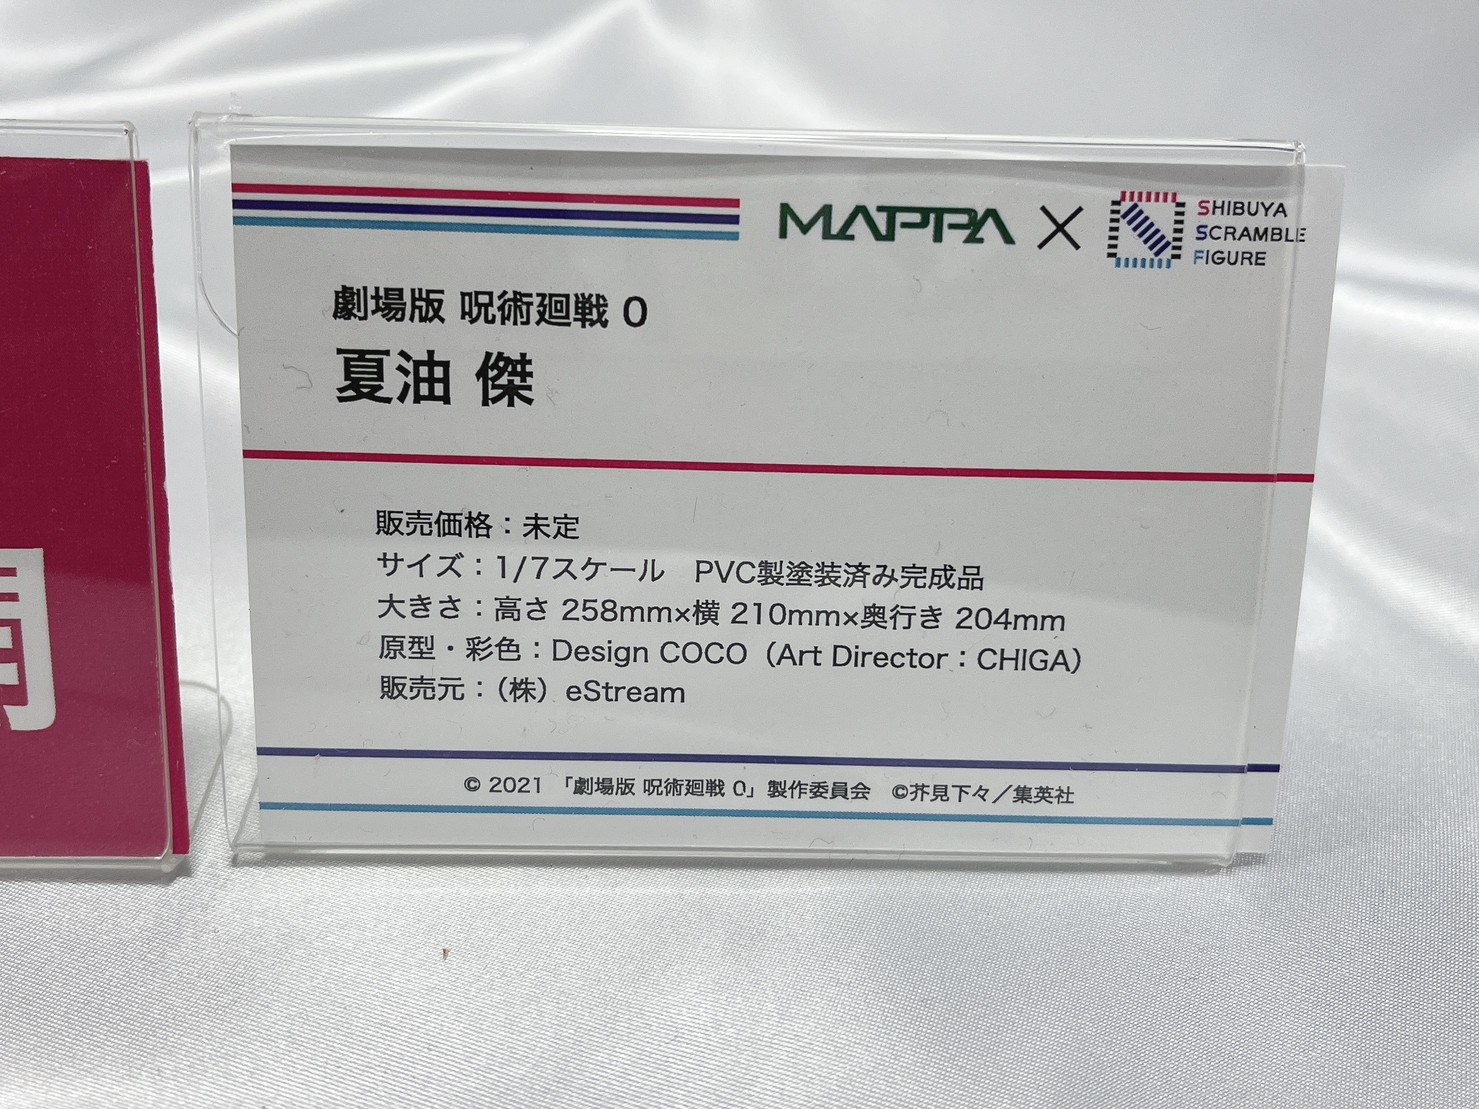 MAPPA × SHIBUYA
SCRAMBLE
FIGURE
劇場版 呪術廻戦 0
夏油 傑
販売価格：未定
サイズ：1/7スケール　PVC製塗装済み完成品
大きさ：高さ 258mm×横 210mm×奥行き 204mm
原型・彩色：Design COCO（Art Director：CHIGA）
販売元：（株）eStream
© 2021 「劇場版 呪術廻戦 0」製作委員会　©芥見下々／集英社